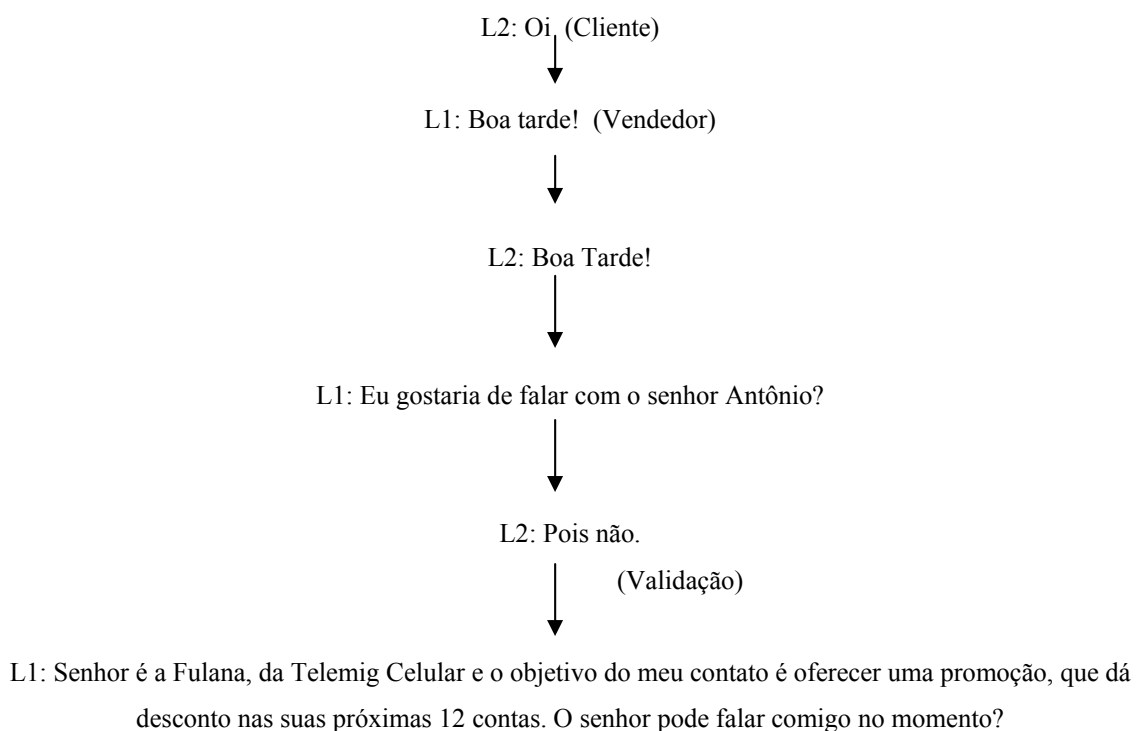 L2: Oi (Cliente)
L1: Boa tarde! (Vendedor)
L2: Boa Tarde!
L1: Eu gostaria de falar com o senhor Antônio?
L2: Pois não.
(Validação)
L1: Senhor é a Fulana, da Telemig Celular e o objetivo do meu contato é oferecer uma promoção, que dá
desconto nas suas próximas 12 contas. O senhor pode falar comigo no momento?